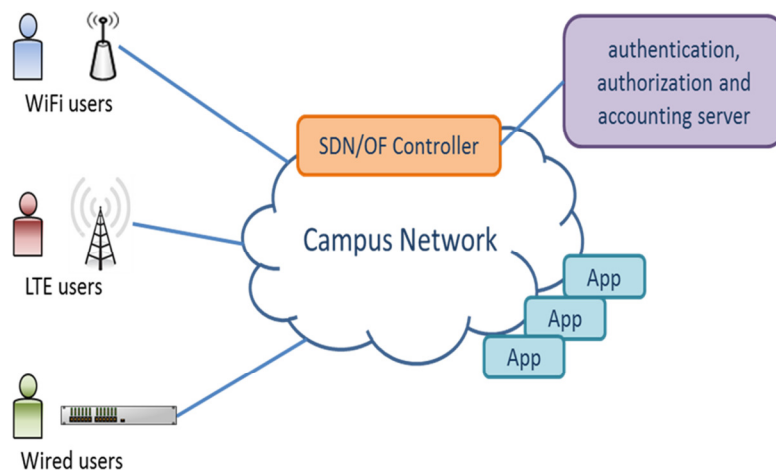 WiFi users
authentication,
authorization and
accounting server
SDN/OF Controller
Campus Network
LTE users
App
App
App
Wired users